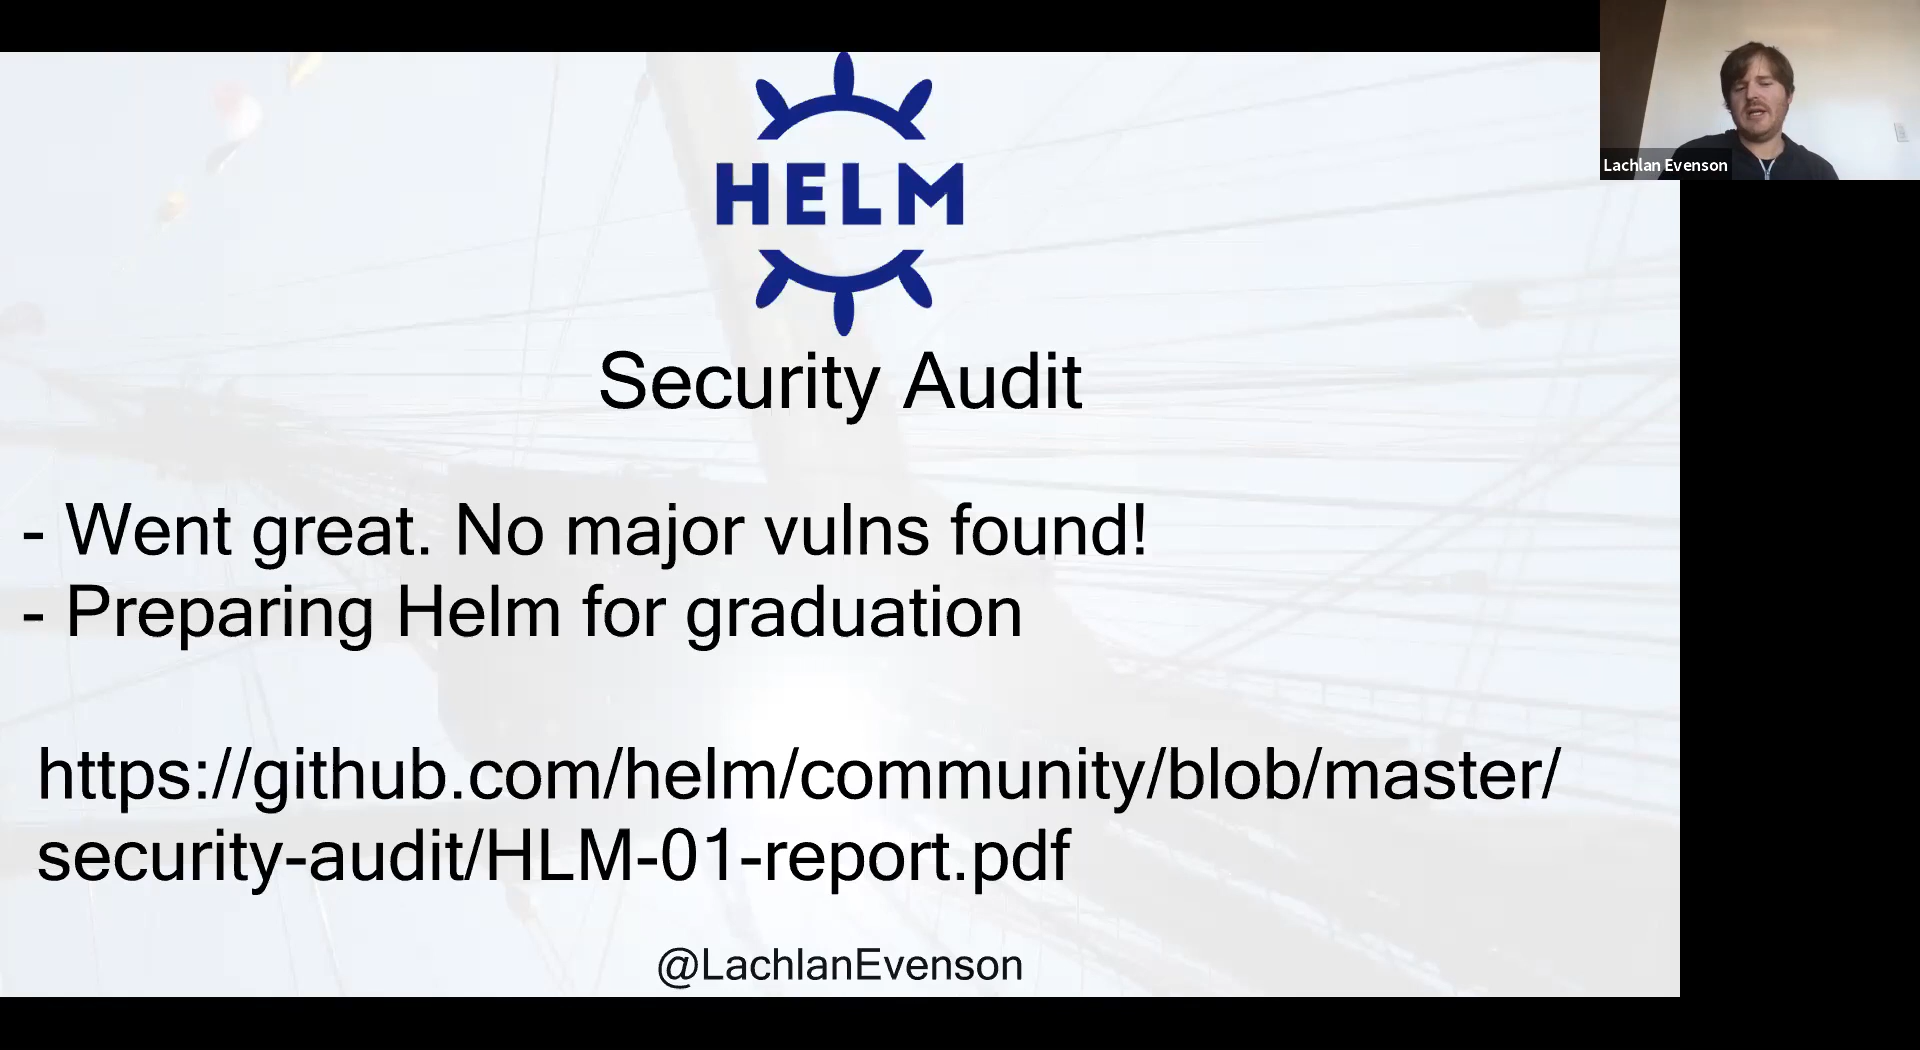 HELM
Lachlan Evenson
Security Audit
- Went great. No major vulns found!
- Preparing Helm for graduation
https://github.com/helm/community/blob/master/
security-audit/HLM-01-report.pdf
@LachlanEvenson